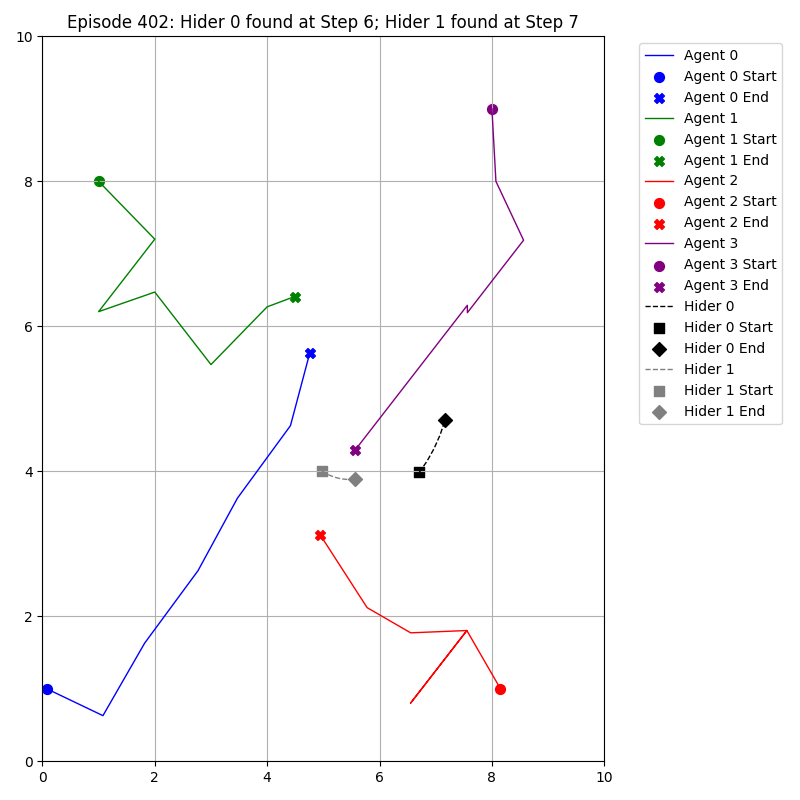 Episode 402: Hider 0 found at Step 6; Hider 1 found at Step 7
10
8
6
4
2
0
0 2 4 6 8 10
Agent 0
Agent 0 Start
Agent 0 End
Agent 1
Agent 1 Start
Agent 1 End
Agent 2
Agent 2 Start
Agent 2 End
Agent 3
Agent 3 Start
Agent 3 End
Hider 0
Hider 0 Start
Hider 0 End
Hider 1
Hider 1 Start
Hider 1 End